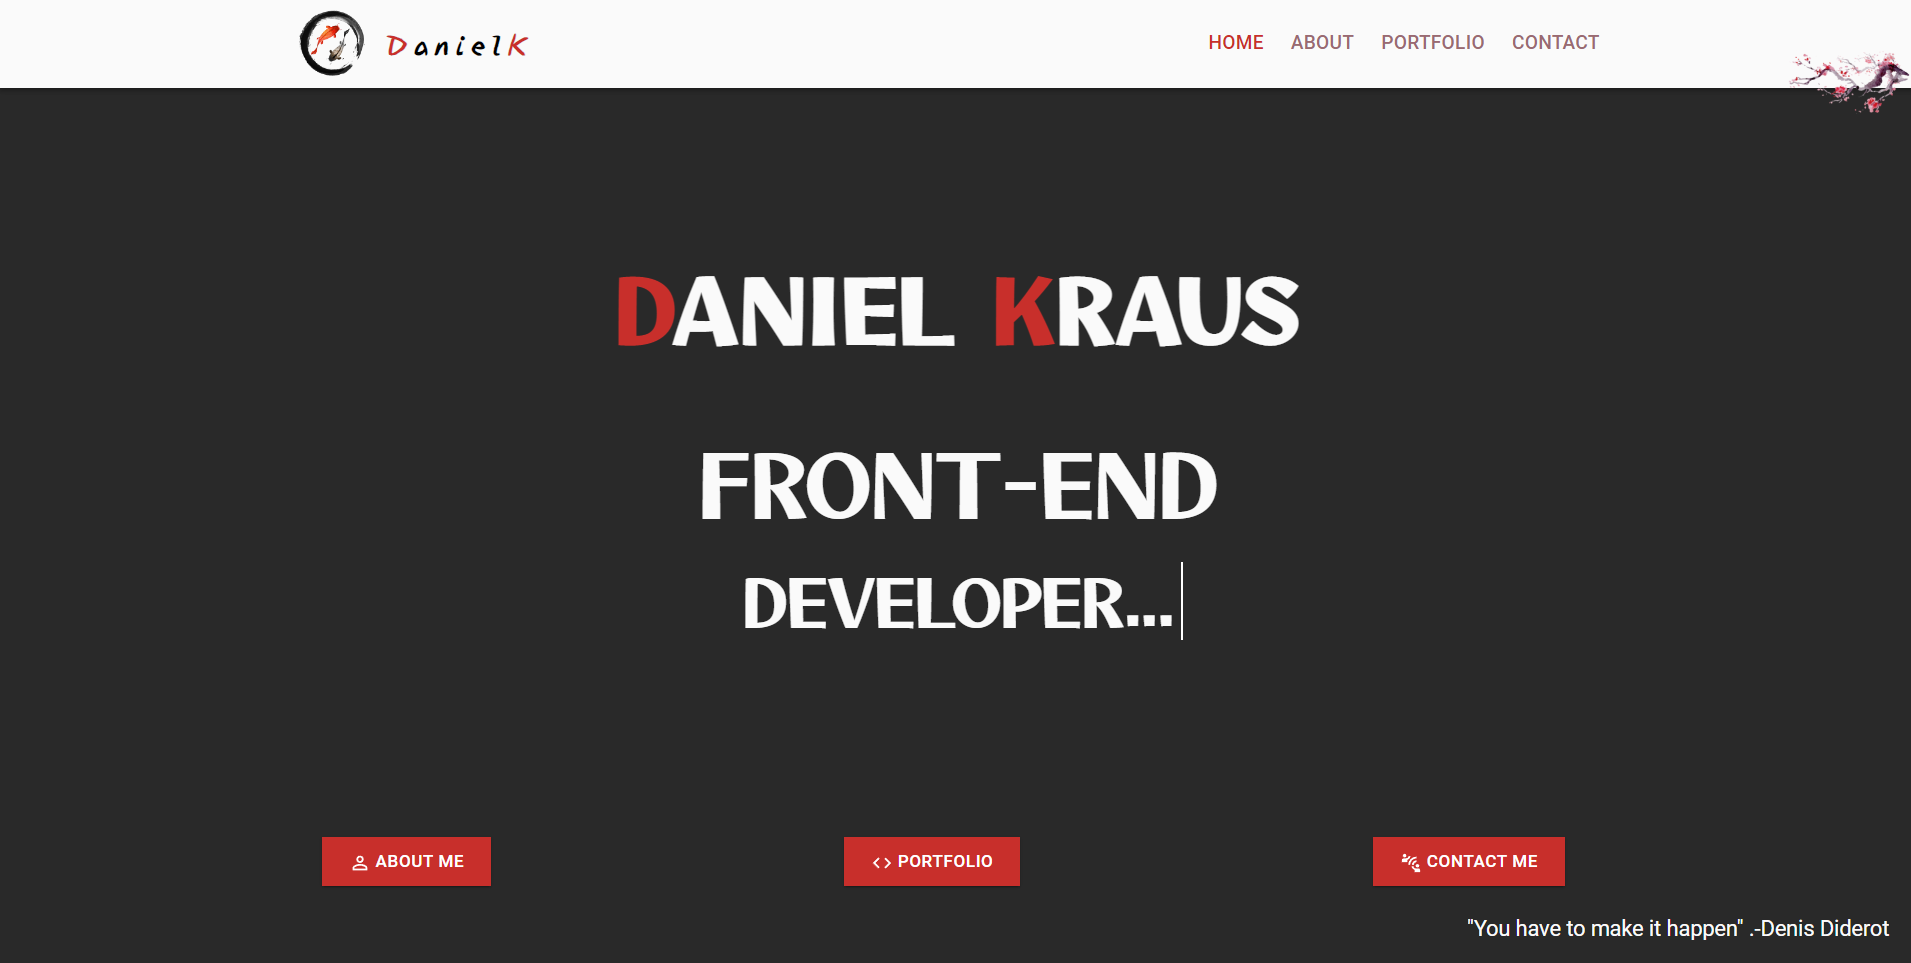 DanielK
HOME ABOUT PORTFOLIO CONTACT
DANIEL KRAUS
FRONT-END
DEVELOPER...
ABOUT ME
PORTFOLIO
CONTACT ME
"You have to make it happen" .-Denis Diderot